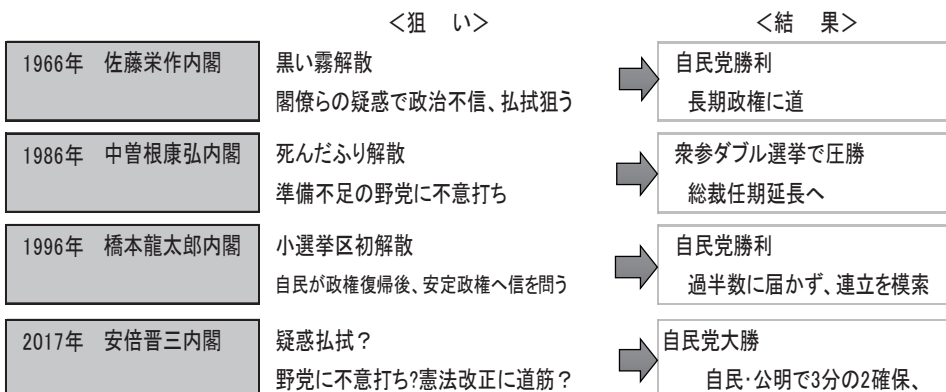 <狙　い>　<結　果>
1966年　佐藤栄作内閣　黒い霧解散　自民党勝利
閣僚らの疑惑で政治不信、払拭狙う　長期政権に道
1986年　中曽根康弘内閣　死んだふり解散　衆参ダブル選挙で圧勝
準備不足の野党に不意打ち　総裁任期延長へ
1996年　橋本龍太郎内閣　小選挙区初解散　自民党勝利
自民が政権復帰後、安定政権へ信を問う　過半数に届かず、連立を模索
2017年　安倍晋三内閣　疑惑払拭？　自民党大勝
野党に不意打ち?憲法改正に道筋？　自民・公明で3分の2確保、